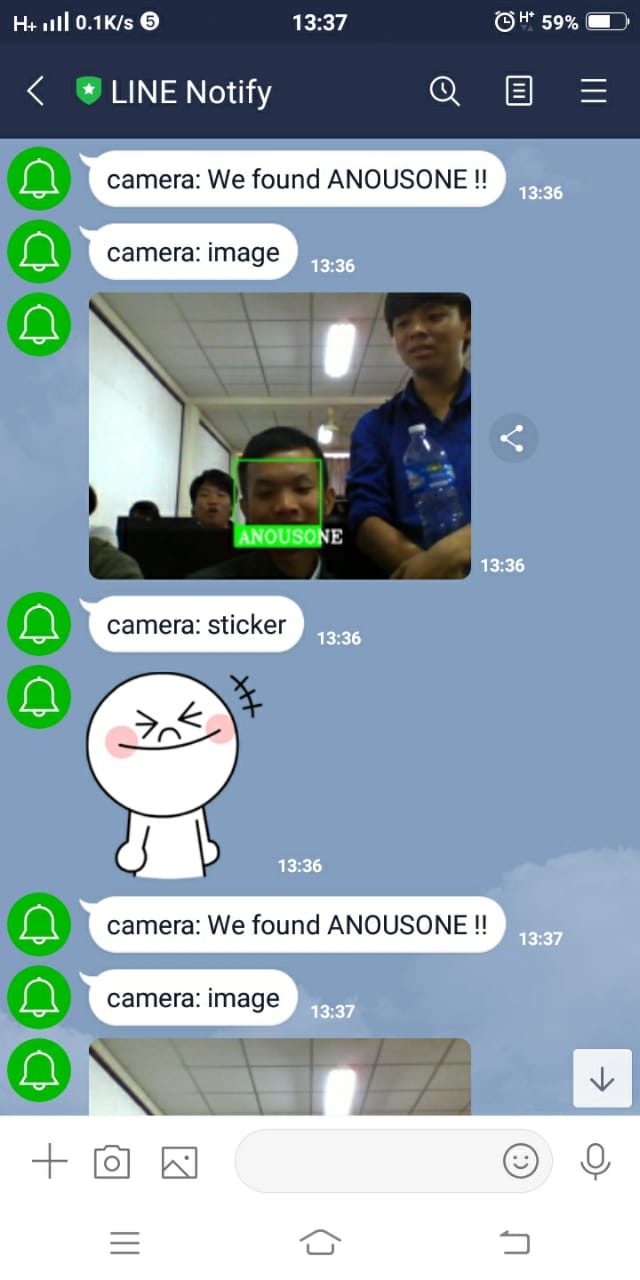 H+ 0.1K/s 5 13:37 H+ 59%
LINE Notify
camera: We found ANOUSONE !! 13:36
camera: image 13:36
ANOUSONE
13:36
camera: sticker 13:36
13:36
camera: We found ANOUSONE !! 13:37
camera: image 13:37